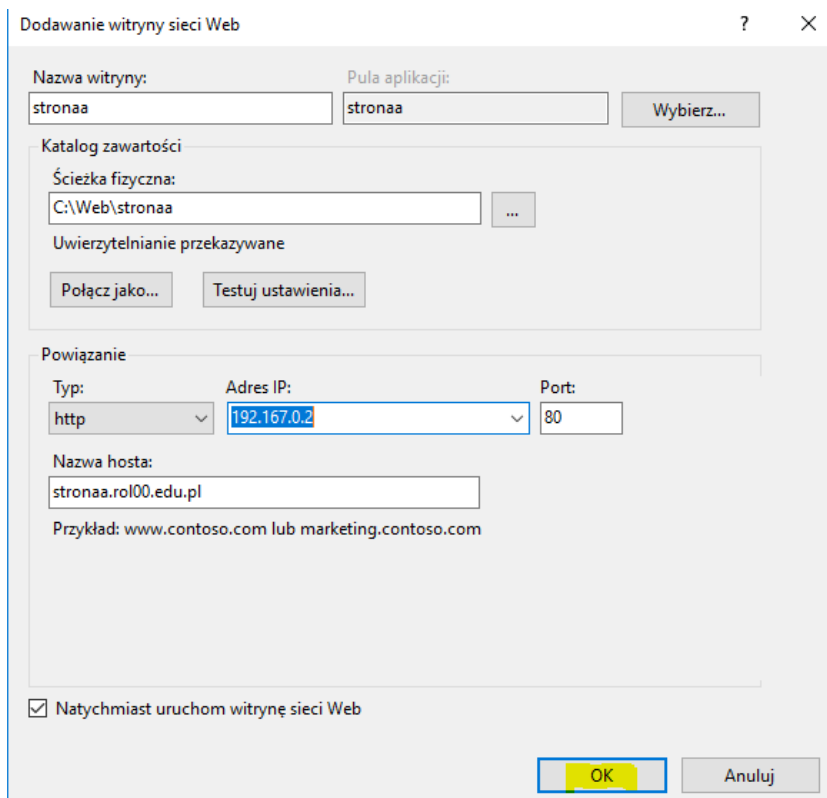 Dodawanie witryny sieci Web
?
Nazwa witryny: Pula aplikacji:
stronaa stronaa Wybierz...
Katalog zawartości
Ścieżka fizyczna:
C:\Web\stronaa ...
Uwierzytelnianie przekazywane
Połącz jako... Testuj ustawienia...
Powiązanie
Typ: Adres IP: Port:
http 192.167.0.2 80
Nazwa hosta:
stronaa.rol00.edu.pl
Przykład: www.contoso.com lub marketing.contoso.com
Natychmiast uruchom witrynę sieci Web
OK Anuluj